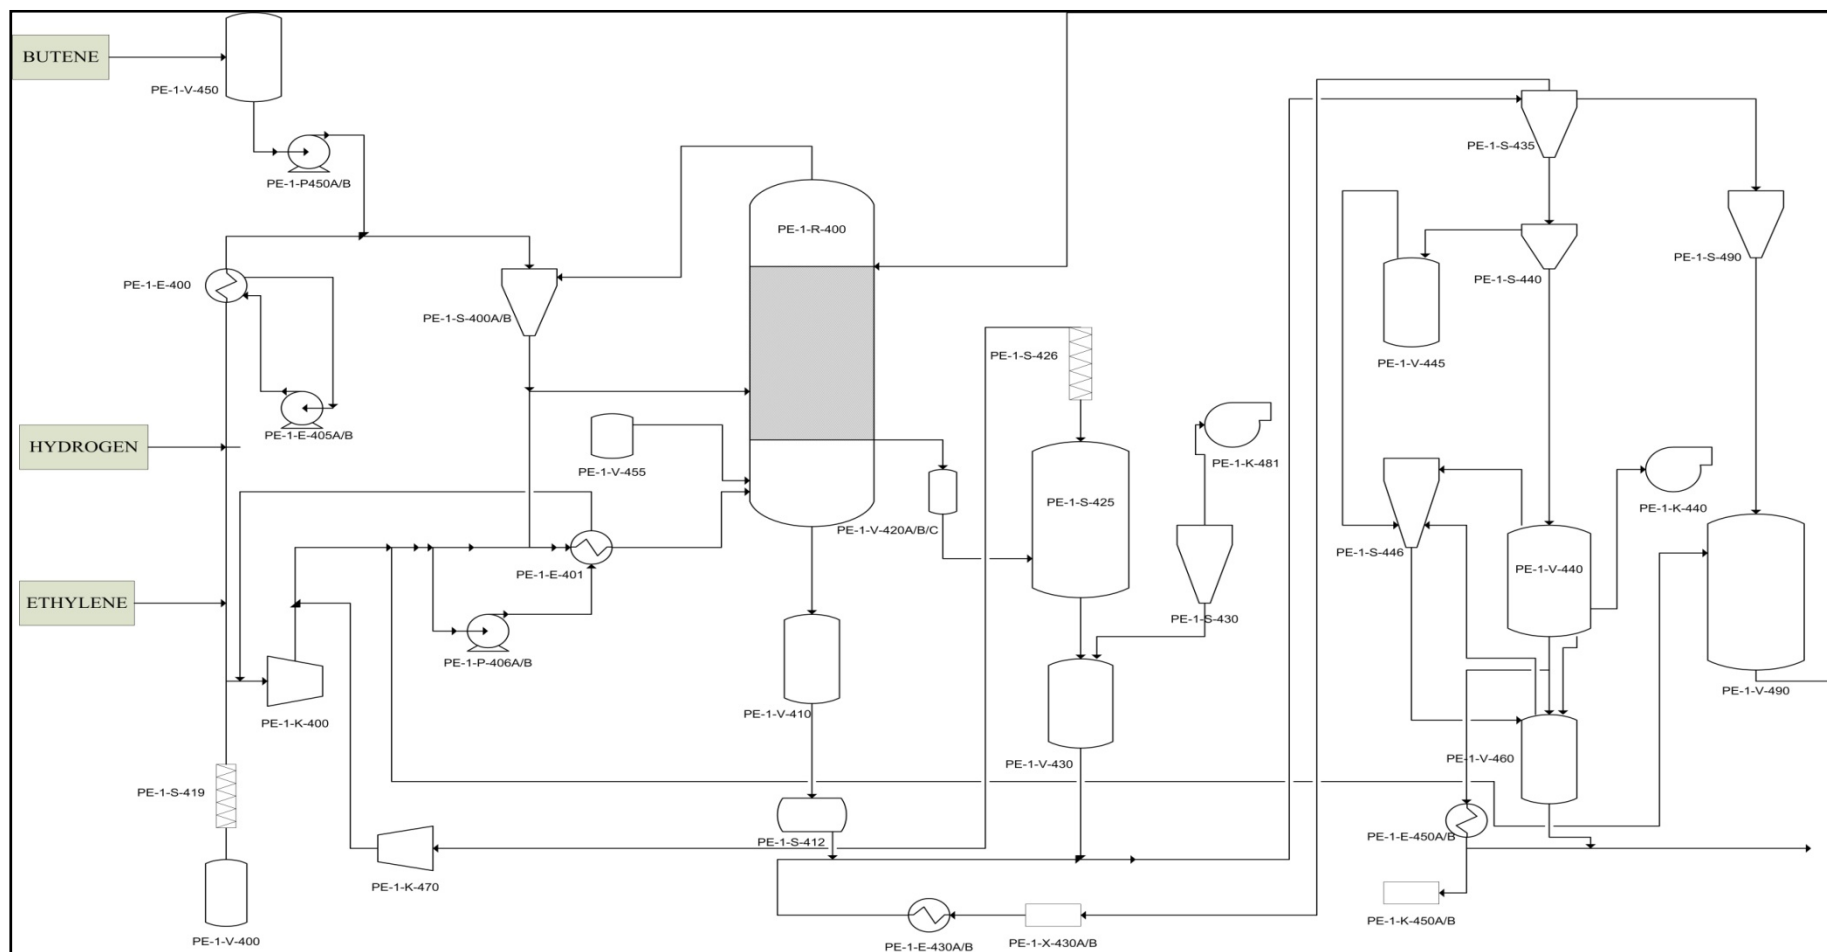 BUTENE
PE-1-V-450
PE-1-P450A/B
PE-1-S-435
PE-1-R-400
PE-1-E-400
PE-1-S-440
PE-1-S-490
PE-1-S-400A/B
PE-1-S-426
PE-1-V-445
PE-1-E-405A/B
HYDROGEN
PE-1-V-455
PE-1-K-481
PE-1-S-425
PE-1-K-440
PE-1-V-420A/B/C
PE-1-S-446
PE-1-V-440
PE-1-E-401
ETHYLENE
PE-1-S-430
PE-1-P-406A/B
PE-1-V-490
PE-1-V-410
PE-1-K-400
PE-1-V-430
PE-1-V-460
PE-1-S-419
PE-1-S-412
PE-1-E-450A/B
PE-1-K-470
PE-1-K-450A/B
PE-1-V-400
PE-1-E-430A/B
PE-1-X-430A/B